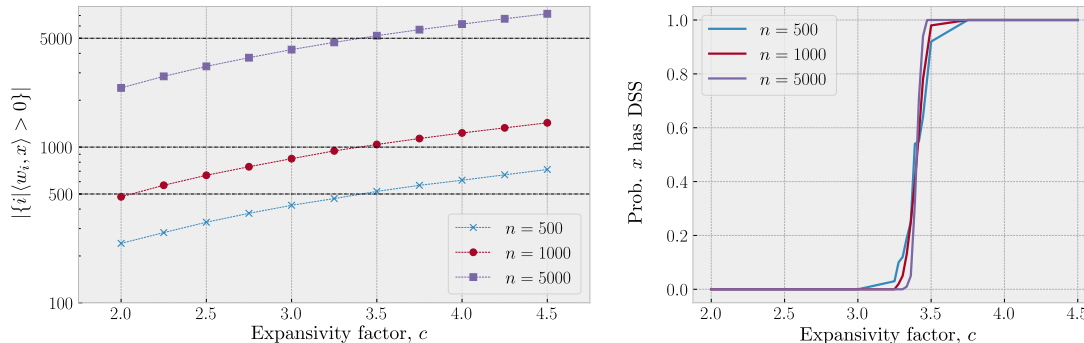 |{i|⟨w_i, x⟩ > 0}|
5000
1000
500
100
n = 500
n = 1000
n = 5000
2.0 2.5 3.0 3.5 4.0 4.5
Expansivity factor, c
Prob. x has DSS
1.0
0.8
0.6
0.4
0.2
0.0
n = 500
n = 1000
n = 5000
2.0 2.5 3.0 3.5 4.0 4.5
Expansivity factor, c